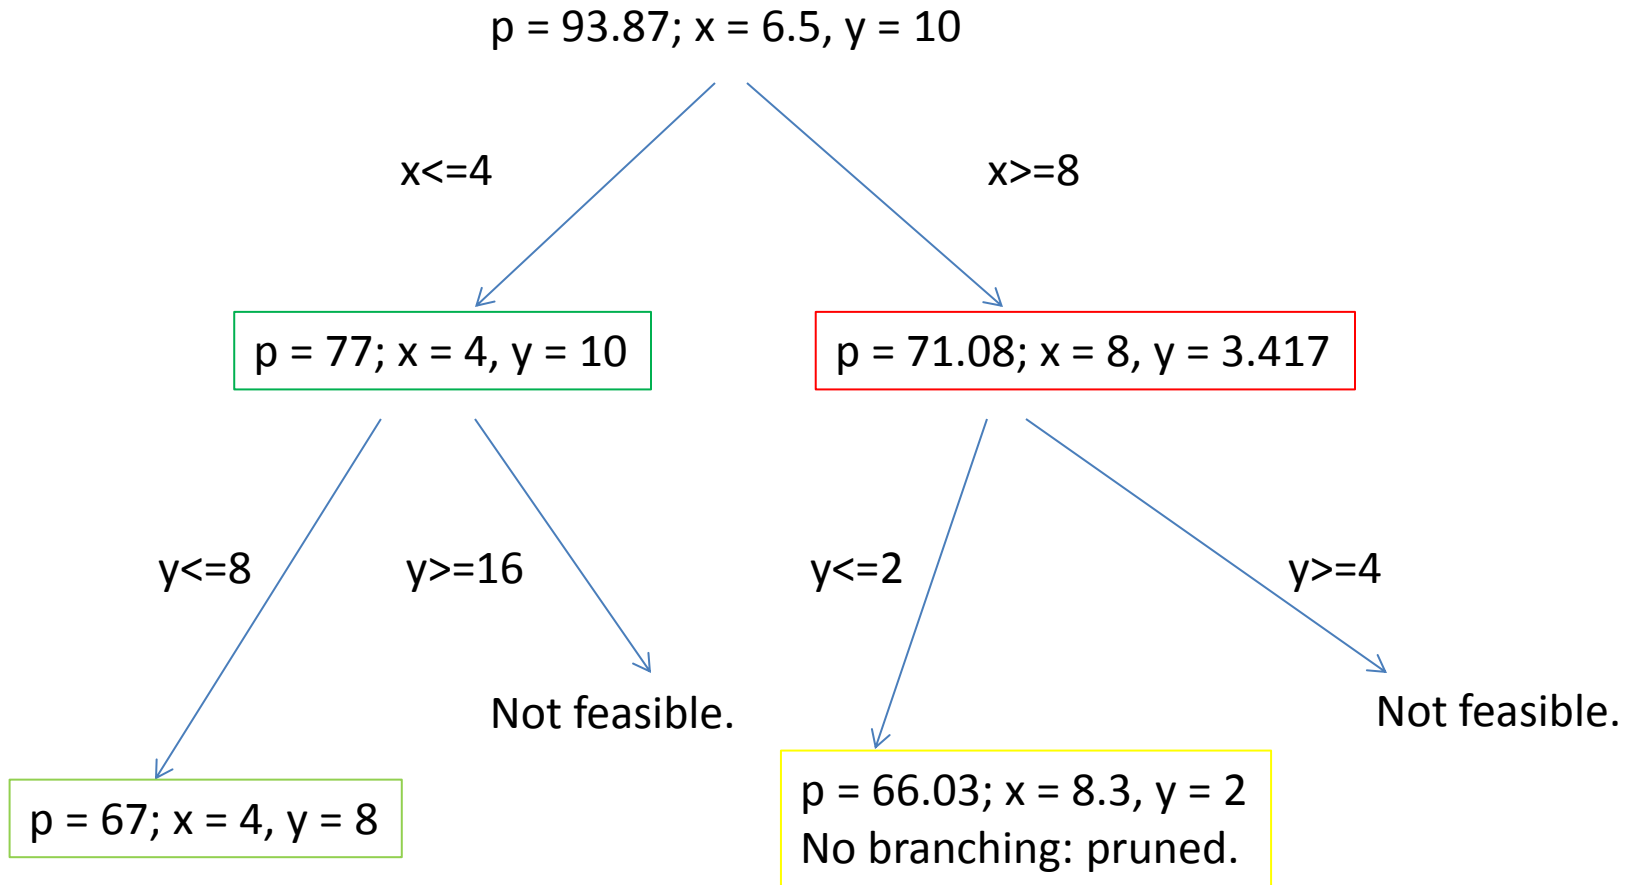 p = 93.87; x = 6.5, y = 10
x<=4
x>=8
p = 77; x = 4, y = 10
p = 71.08; x = 8, y = 3.417
y<=8
y>=16
y<=2
y>=4
Not feasible.
Not feasible.
p = 67; x = 4, y = 8
p = 66.03; x = 8.3, y = 2
No branching: pruned.